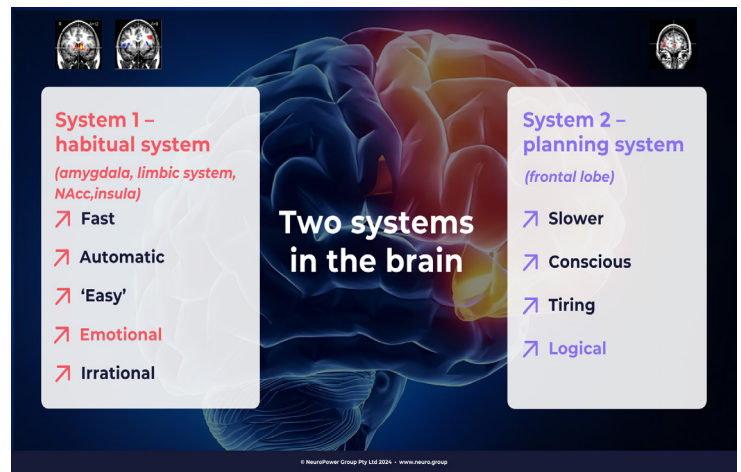 System 1 –
habitual system
(amygdala, limbic system,
NAcc,insula)
Fast
Automatic
‘Easy’
Emotional
Irrational
Two systems
in the brain
System 2 –
planning system
(frontal lobe)
Slower
Conscious
Tiring
Logical
© NeuroPower Group Pty Ltd 2024 • www.neuro.group